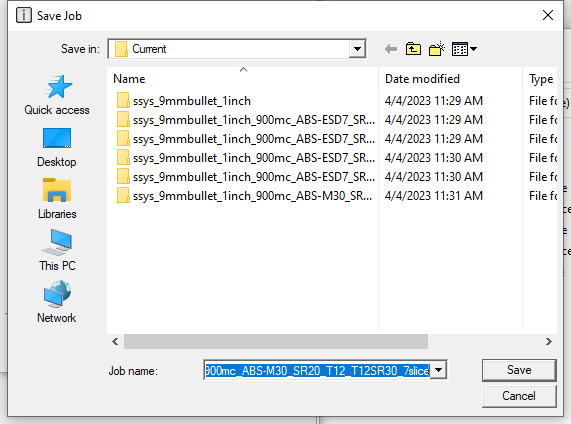 Save Job
Save in: Current
Name Date modified Type
ssys_9mmbullet_1inch 4/4/2023 11:29 AM File fo
ssys_9mmbullet_1inch_900mc_ABS-ESD7_SR... 4/4/2023 11:29 AM File fo
ssys_9mmbullet_1inch_900mc_ABS-ESD7_SR... 4/4/2023 11:29 AM File fo
ssys_9mmbullet_1inch_900mc_ABS-ESD7_SR... 4/4/2023 11:30 AM File fo
ssys_9mmbullet_1inch_900mc_ABS-ESD7_SR... 4/4/2023 11:30 AM File fo
ssys_9mmbullet_1inch_900mc_ABS-M30_SR... 4/4/2023 11:31 AM File fo
Quick access
Desktop
Libraries
This PC
Network
Job name: 900mc_ABS-M30_SR20_T12_T12SR30_7slice
Save
Cancel